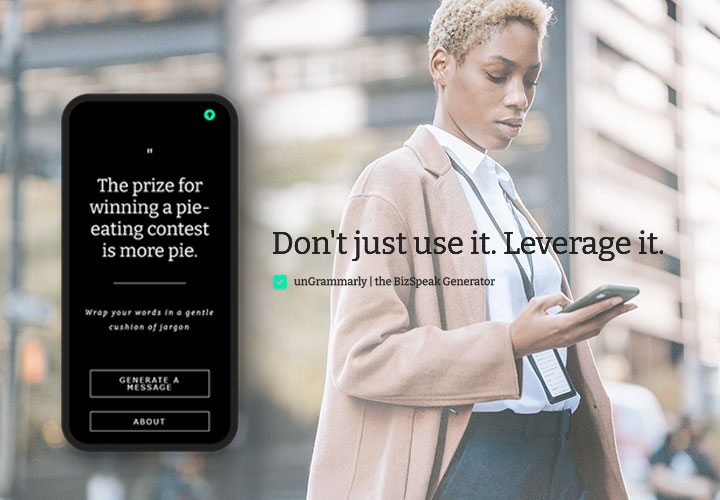 "
The prize for
winning a pie-
eating contest
is more pie.
Wrap your words in a gentle
cushion of jargon
GENERATE A
MESSAGE
ABOUT
Don't just use it. Leverage it.
unGrammarly | the BizSpeak Generator